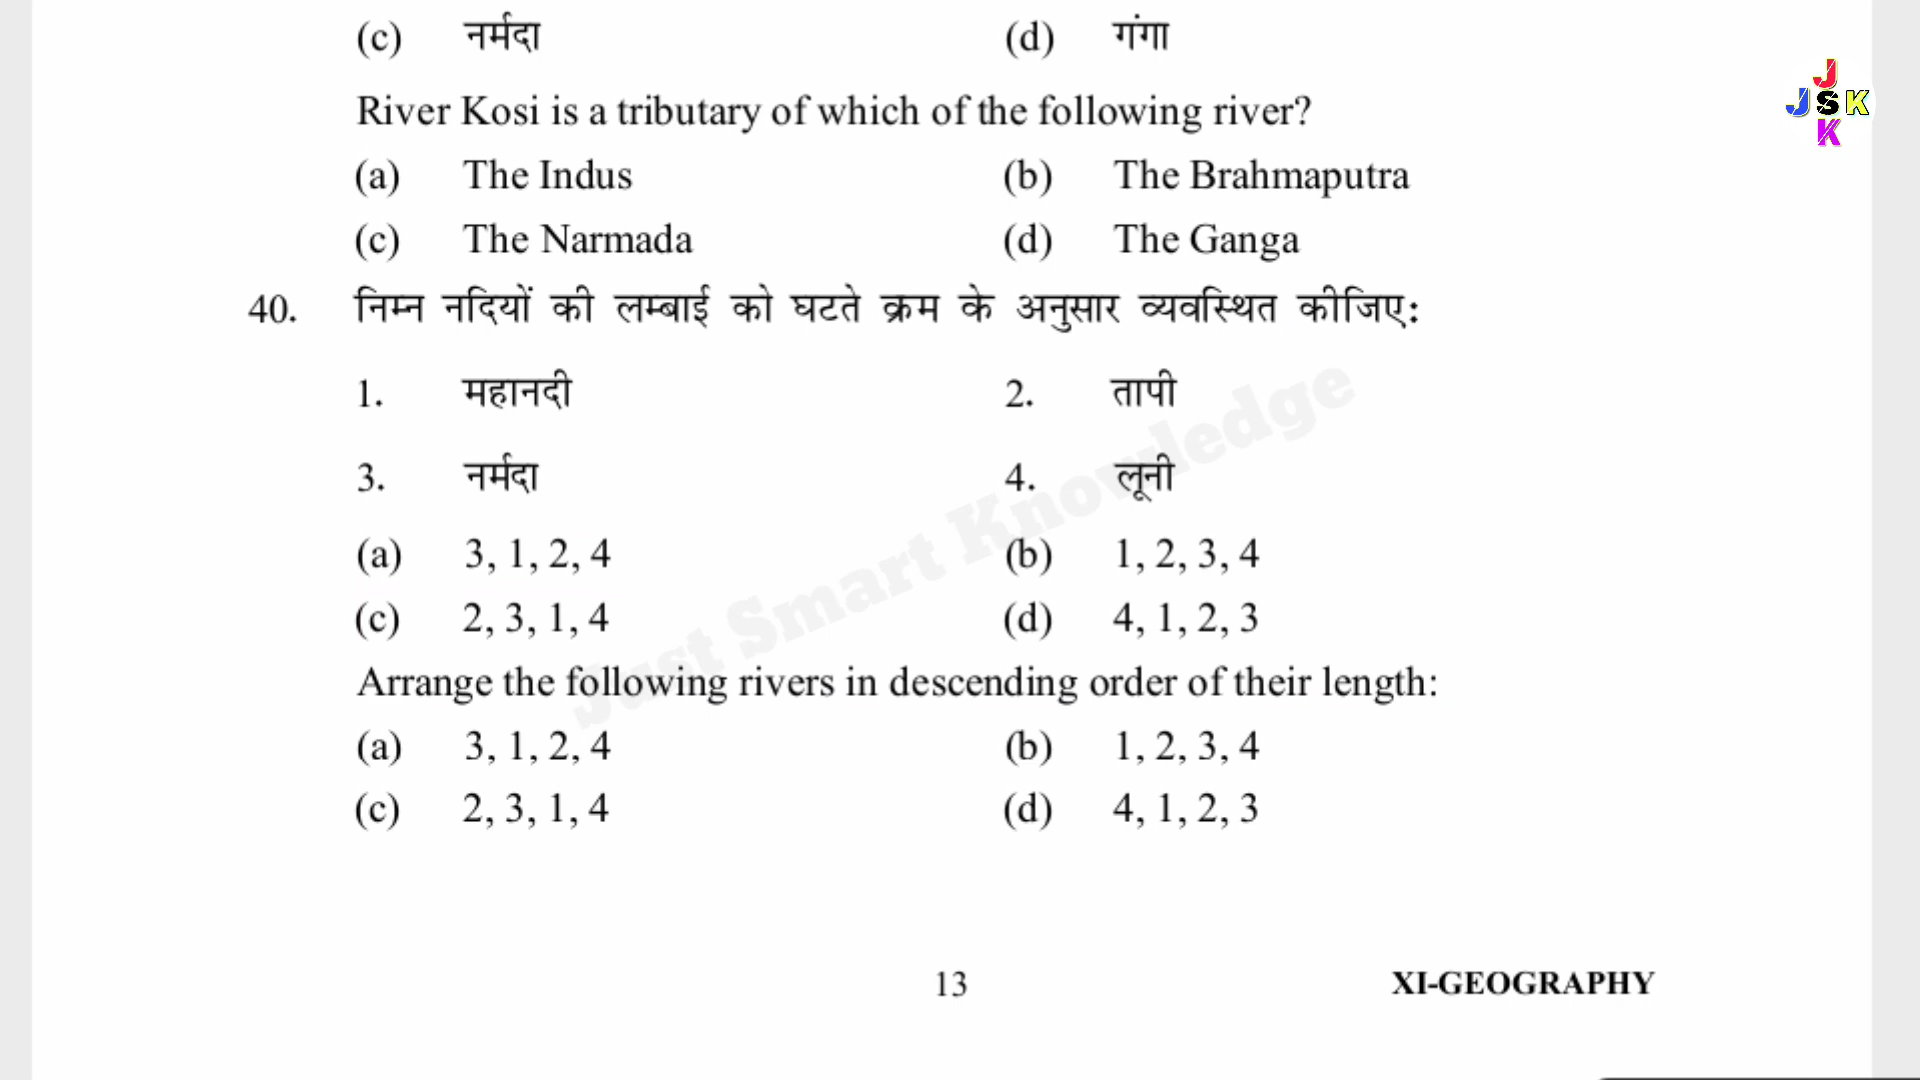 (c) नर्मदा (d) गंगा
River Kosi is a tributary of which of the following river?
(a) The Indus (b) The Brahmaputra
(c) The Narmada (d) The Ganga
40. निम्न नदियों की लम्बाई को घटते क्रम के अनुसार व्यवस्थित कीजिए:
1. महानदी 2. तापी
3. नर्मदा 4. लूनी
(a) 3, 1, 2, 4 (b) 1, 2, 3, 4
(c) 2, 3, 1, 4 (d) 4, 1, 2, 3
Arrange the following rivers in descending order of their length:
(a) 3, 1, 2, 4 (b) 1, 2, 3, 4
(c) 2, 3, 1, 4 (d) 4, 1, 2, 3
13 XI-GEOGRAPHY
Just Smart Knowledge
J
JSK
K